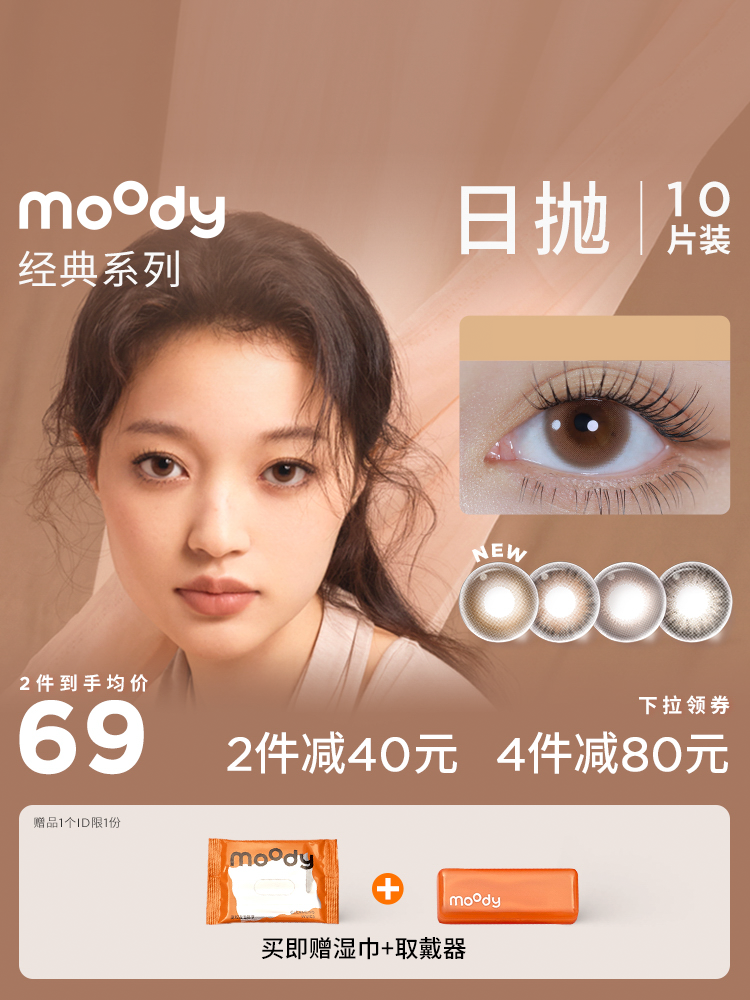 moody
经典系列
日抛
10
片装
NEW
2件到手均价
69
下拉领券
2件减40元 4件减80元
赠品1个ID限1份
moody
moody
买即赠湿巾+取戴器